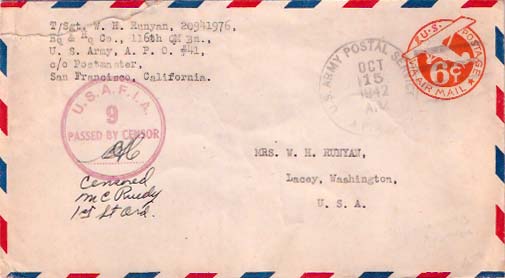 T/Sgt. W. H. Runyan, 20941976,
Hq & Hq Co., 116th QM Bn.,
U. S. Army, A. P. O. #41,
c/o Postmaster,
San Francisco, California.
U.S. ARMY POSTAL SERVICE
OCT
15
1942
A.M.
U.S. POSTAGE
6¢
VIA AIR MAIL
U.S.A.F.I.A.
9
PASSED BY CENSOR
Censored
1st Lt Ord.
MRS. W. H. RUNYAN,
Lacey, Washington,
U. S. A.